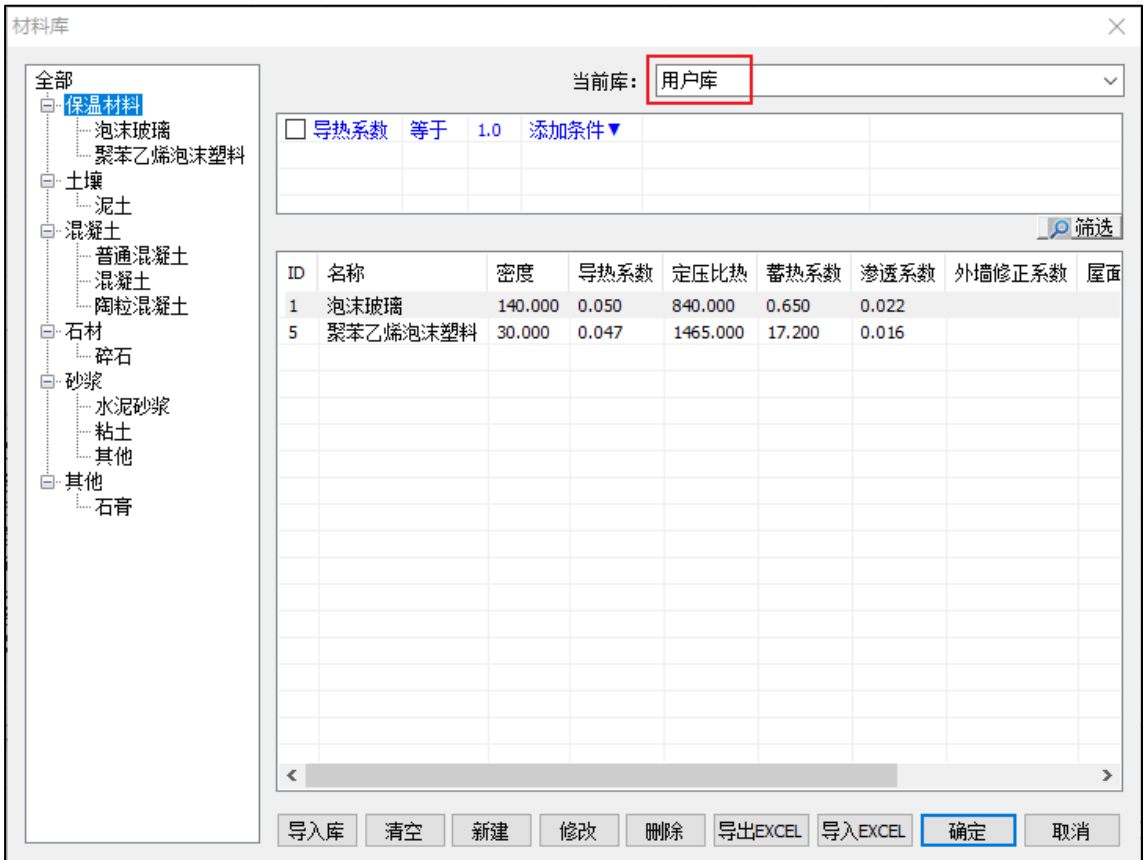 材料库
全部
保温材料
泡沫玻璃
聚苯乙烯泡沫塑料
土壤
泥土
混凝土
普通混凝土
混凝土
陶粒混凝土
石材
碎石
砂浆
水泥砂浆
粘土
其他
其他
石膏
当前库: 用户库
导热系数 等于 1.0 添加条件▼
筛选
ID 名称 密度 导热系数 定压比热 蓄热系数 渗透系数 外墙修正系数 屋面
1 泡沫玻璃 140.000 0.050 840.000 0.650 0.022
5 聚苯乙烯泡沫塑料 30.000 0.047 1465.000 17.200 0.016
导入库 清空 新建 修改 删除 导出EXCEL 导入EXCEL 确定 取消